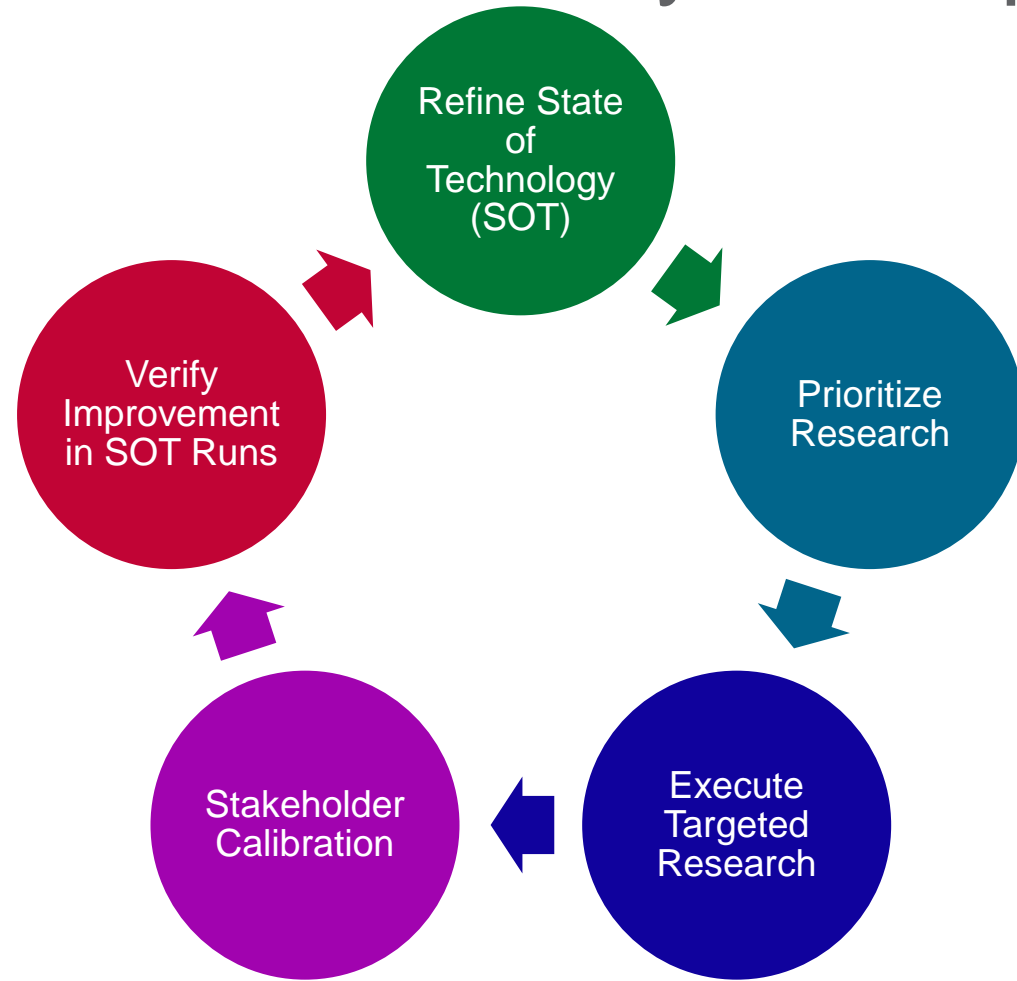 Refine State
of
Technology
(SOT)
Prioritize
Research
Execute
Targeted
Research
Stakeholder
Calibration
Verify
Improvement
in SOT Runs